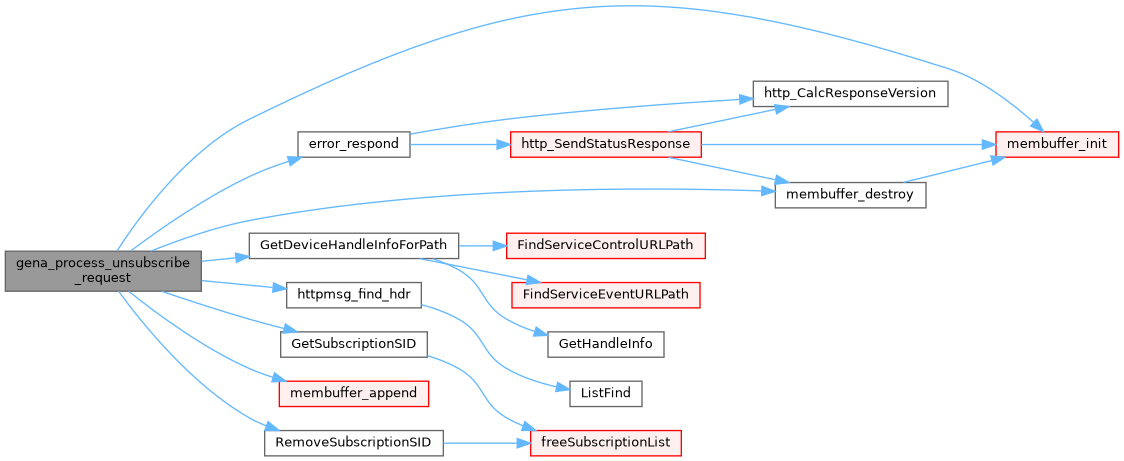 http_CalcResponseVersion
error_respond
http_SendStatusResponse
membuffer_init
membuffer_destroy
GetDeviceHandleInfoForPath
FindServiceControlURLPath
gena_process_unsubscribe
_request
httpmsg_find_hdr
FindServiceEventURLPath
GetSubscriptionSID
GetHandleInfo
membuffer_append
ListFind
RemoveSubscriptionSID
freeSubscriptionList